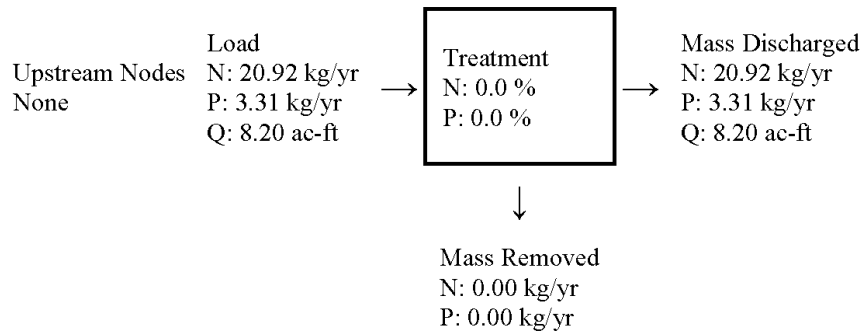 Upstream Nodes
None
Load
N: 20.92 kg/yr
P: 3.31 kg/yr
Q: 8.20 ac-ft
→
Treatment
N: 0.0 %
P: 0.0 %
→
Mass Discharged
N: 20.92 kg/yr
P: 3.31 kg/yr
Q: 8.20 ac-ft
↓
Mass Removed
N: 0.00 kg/yr
P: 0.00 kg/yr